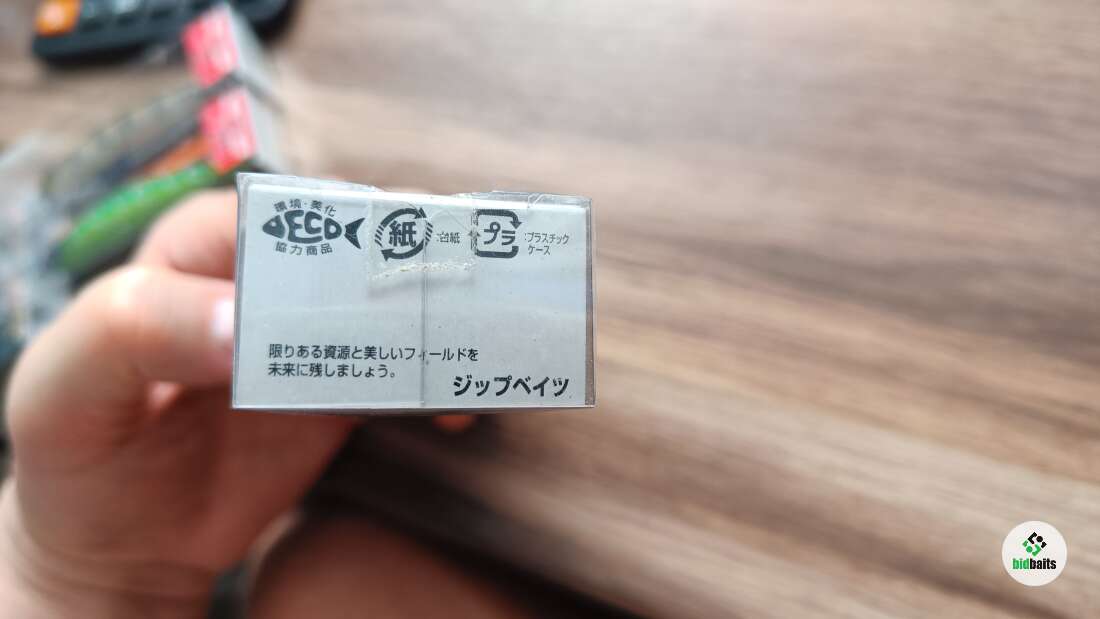 環境・美化
ECO
協力商品
紙
:台紙
プラ
:プラスチック
ケース
限りある資源と美しいフィールドを
未来に残しましょう。
ジップベイツ
bidbaits